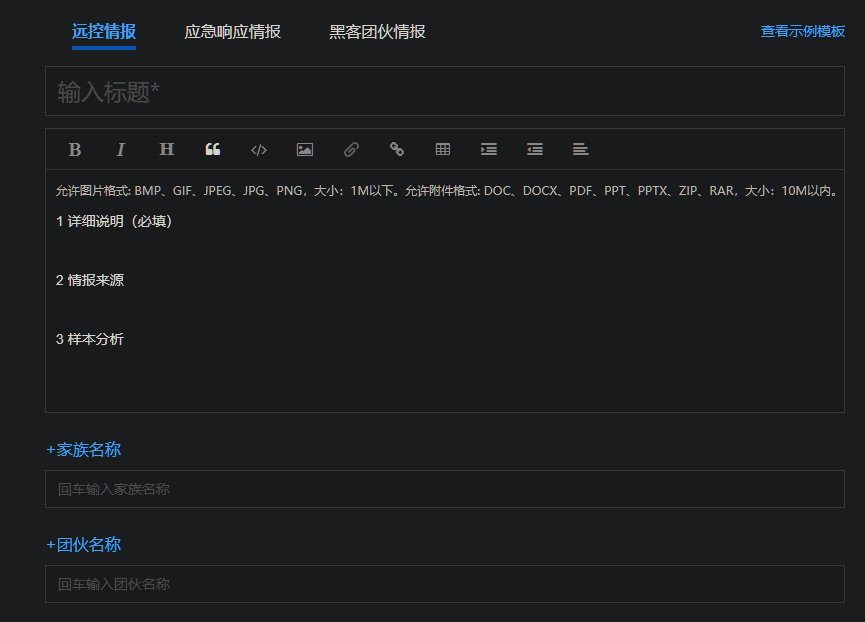 远控情报 应急响应情报 黑客团伙情报 查看示例模板
输入标题*
B I H
允许图片格式: BMP、GIF、JPEG、JPG、PNG，大小：1M以下。允许附件格式: DOC、DOCX、PDF、PPT、PPTX、ZIP、RAR，大小：10M以内。
1 详细说明（必填）
2 情报来源
3 样本分析
+家族名称
回车输入家族名称
+团伙名称
回车输入团伙名称